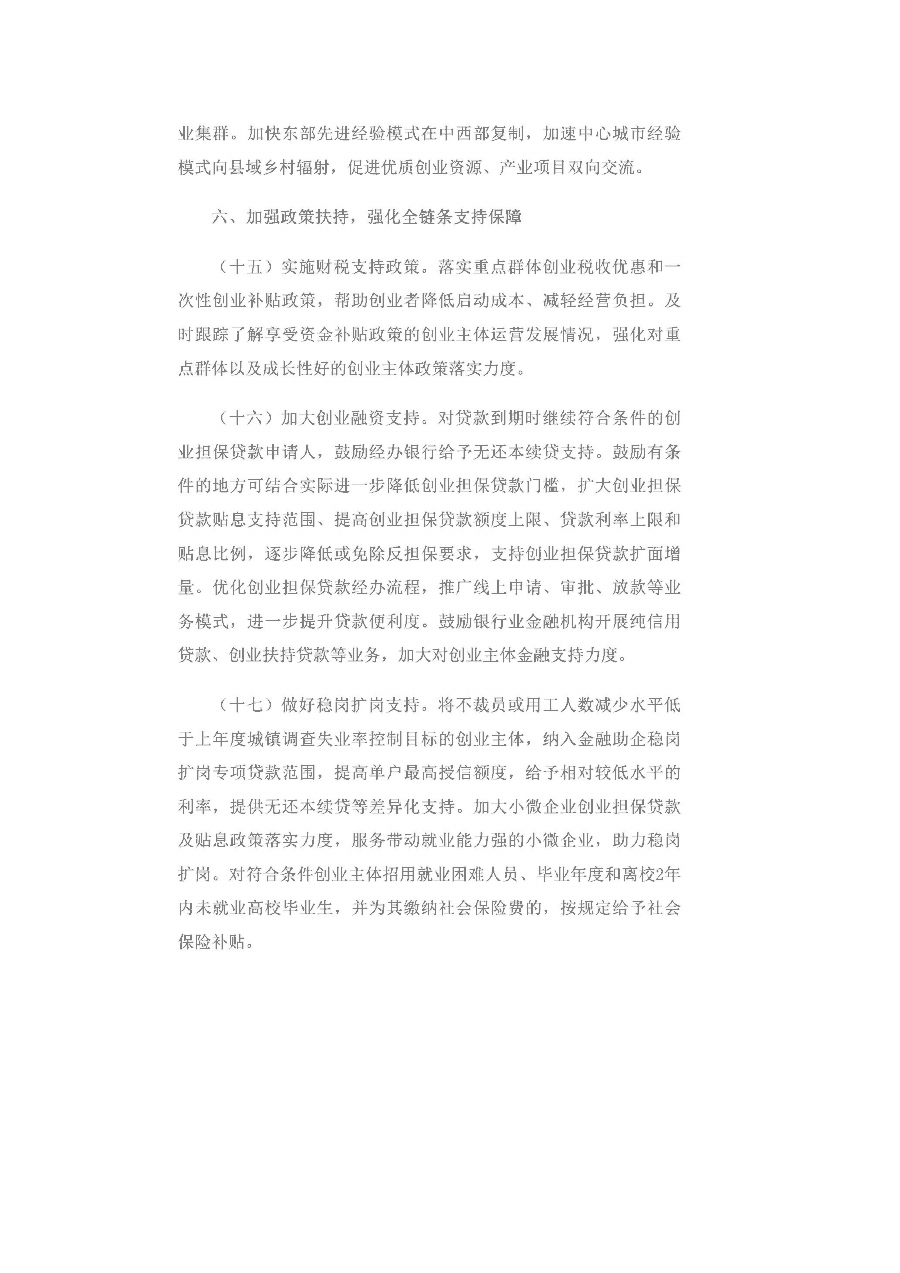 业集群。加快东部先进经验模式在中西部复制，加速中心城市经验
模式向县域乡村辐射，促进优质创业资源、产业项目双向交流。
六、加强政策扶持，强化全链条支持保障
（十五）实施财税支持政策。落实重点群体创业税收优惠和一
次性创业补贴政策，帮助创业者降低启动成本、减轻经营负担。及
时跟踪了解享受资金补贴政策的创业主体运营发展情况，强化对重
点群体以及成长性好的创业主体政策落实力度。
（十六）加大创业融资支持。对贷款到期时继续符合条件的创
业担保贷款申请人，鼓励经办银行给予无还本续贷支持。鼓励有条
件的地方可结合实际进一步降低创业担保贷款门槛，扩大创业担保
贷款贴息支持范围、提高创业担保贷款额度上限、贷款利率上限和
贴息比例，逐步降低或免除反担保要求，支持创业担保贷款扩面增
量。优化创业担保贷款经办流程，推广线上申请、审批、放款等业
务模式，进一步提升贷款便利度。鼓励银行业金融机构开展纯信用
贷款、创业扶持贷款等业务，加大对创业主体金融支持力度。
（十七）做好稳岗扩岗支持。将不裁员或用工人数减少水平低
于上年度城镇调查失业率控制目标的创业主体，纳入金融助企稳岗
扩岗专项贷款范围，提高单户最高授信额度，给予相对较低水平的
利率，提供无还本续贷等差异化支持。加大小微企业创业担保贷款
及贴息政策落实力度，服务带动就业能力强的小微企业，助力稳岗
扩岗。对符合条件创业主体招用就业困难人员、毕业年度和离校2年
内未就业高校毕业生，并为其缴纳社会保险费的，按规定给予社会
保险补贴。